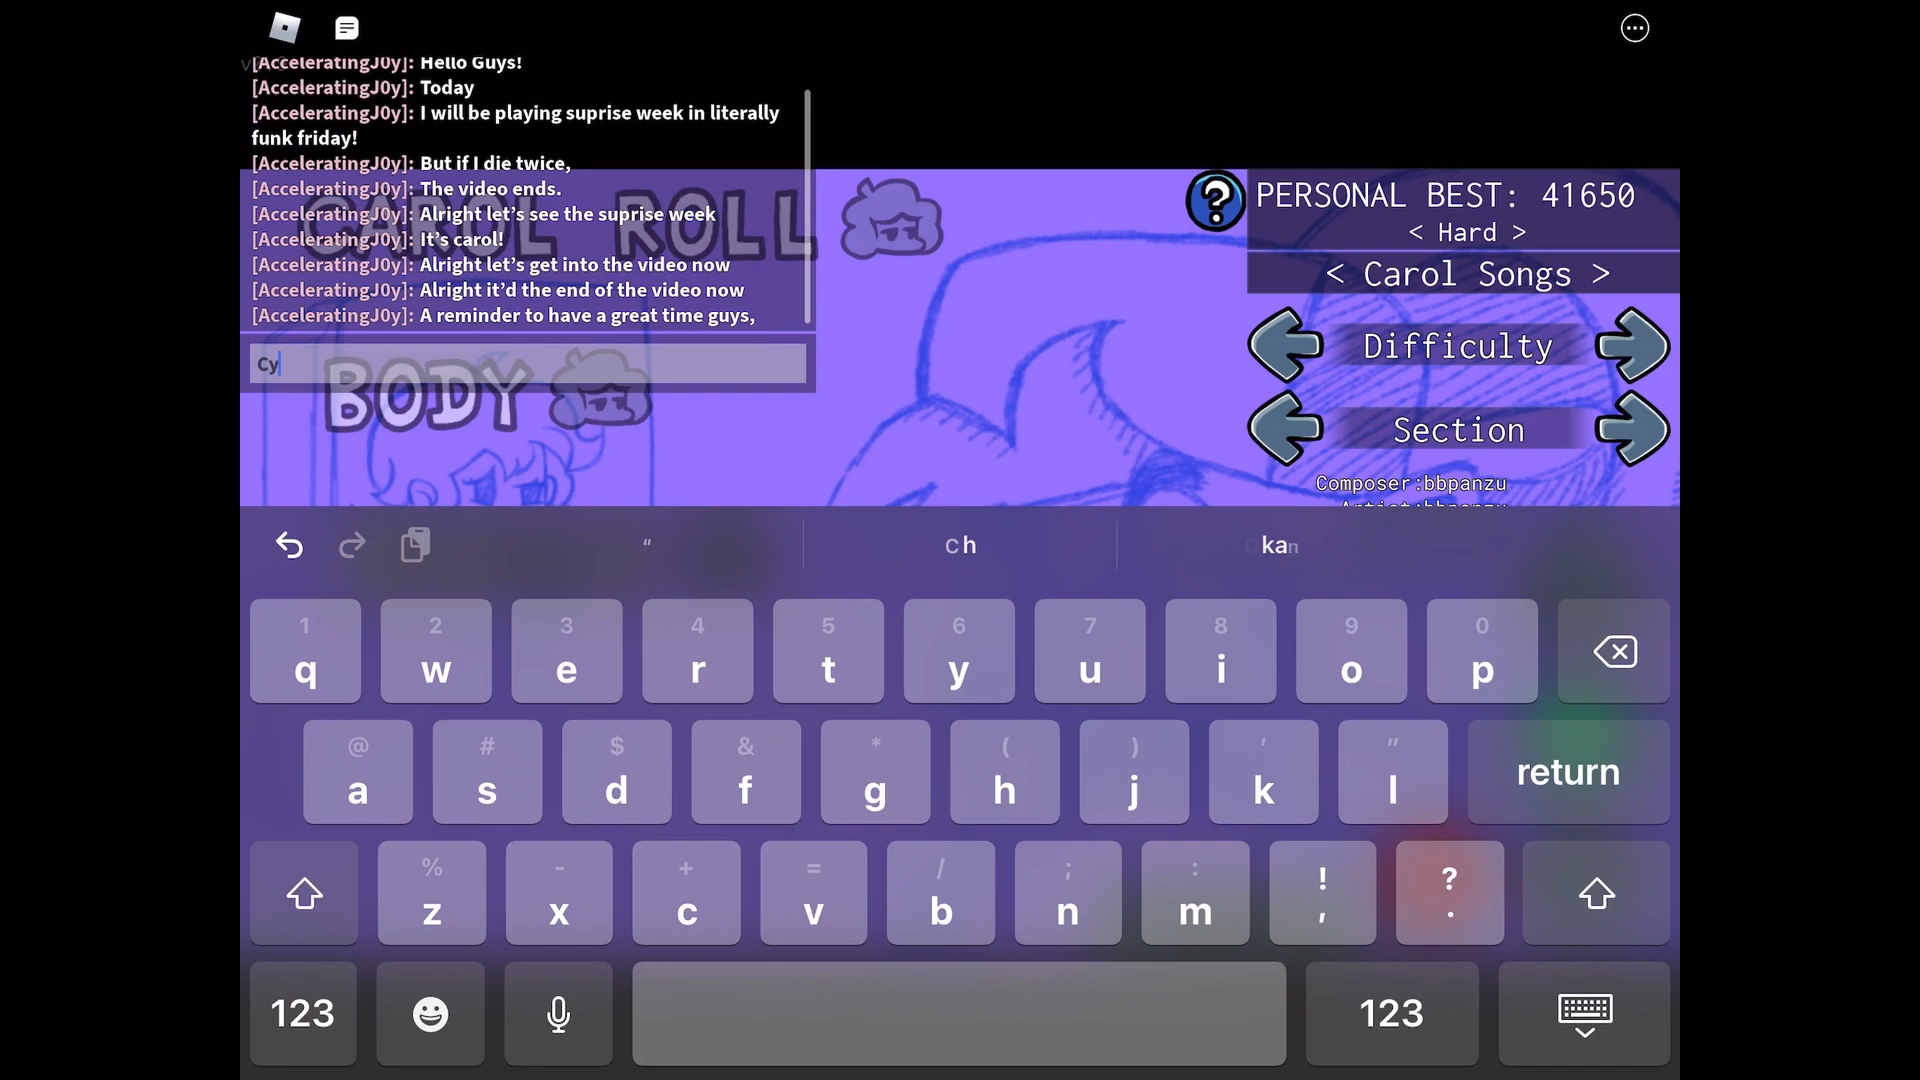 [AcceleratingJ0y]: Hello Guys!
[AcceleratingJ0y]: Today
[AcceleratingJ0y]: I will be playing suprise week in literally
funk friday!
[AcceleratingJ0y]: But if I die twice,
[AcceleratingJ0y]: The video ends.
[AcceleratingJ0y]: Alright let's see the suprise week
[AcceleratingJ0y]: It's carol!
[AcceleratingJ0y]: Alright let's get into the video now
[AcceleratingJ0y]: Alright it'd the end of the video now
[AcceleratingJ0y]: A reminder to have a great time guys,
Cy
CAROL ROLL
BODY
PERSONAL BEST: 41650
< Hard >
< Carol Songs >
Difficulty
Section
Composer:bbpanzu
Artist:bbpanzu
“ Ch kan
1 2 3 4 5 6 7 8 9 0
q w e r t y u i o p
@ # $ & * ( ) ' "
a s d f g h j k l return
% - + = / ; : ! ?
z x c v b n m , .
123 123